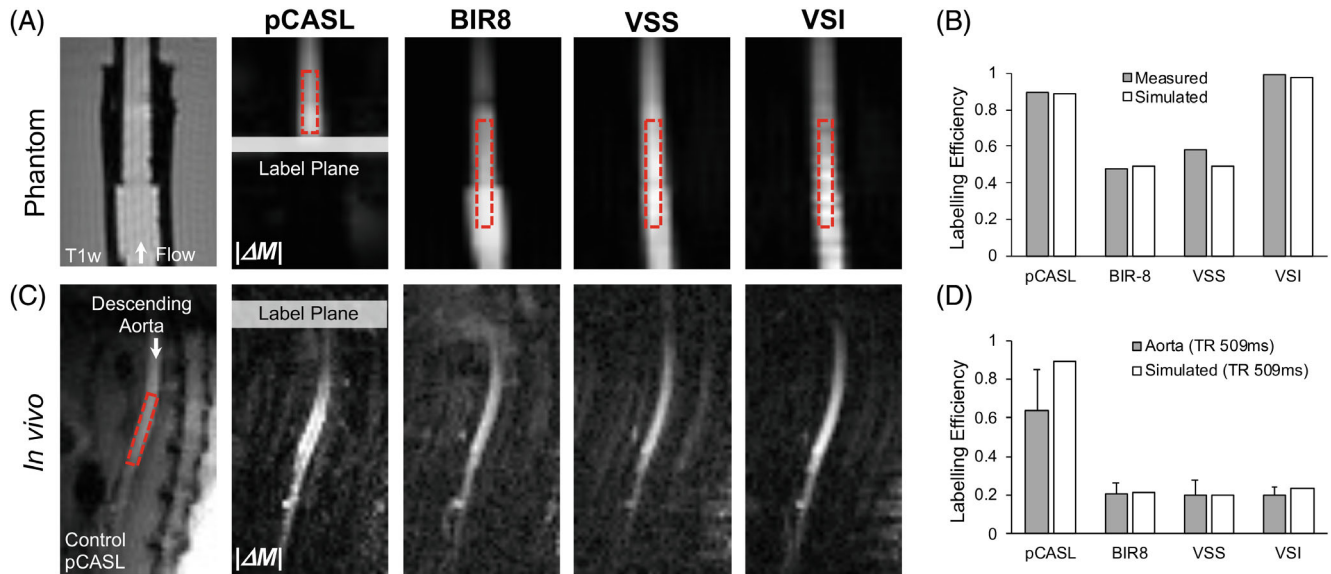 (A)
pCASL
BIR8
VSS
VSI
Phantom
T1w
Flow
Label Plane
|ΔM|
(B)
Labelling Efficiency
1
0.8
0.6
0.4
0.2
0
Measured
Simulated
pCASL
BIR-8
VSS
VSI
(C)
In vivo
Descending
Aorta
Control
pCASL
Label Plane
|ΔM|
(D)
Labelling Efficiency
1
0.8
0.6
0.4
0.2
0
Aorta (TR 509ms)
Simulated (TR 509ms)
pCASL
BIR8
VSS
VSI